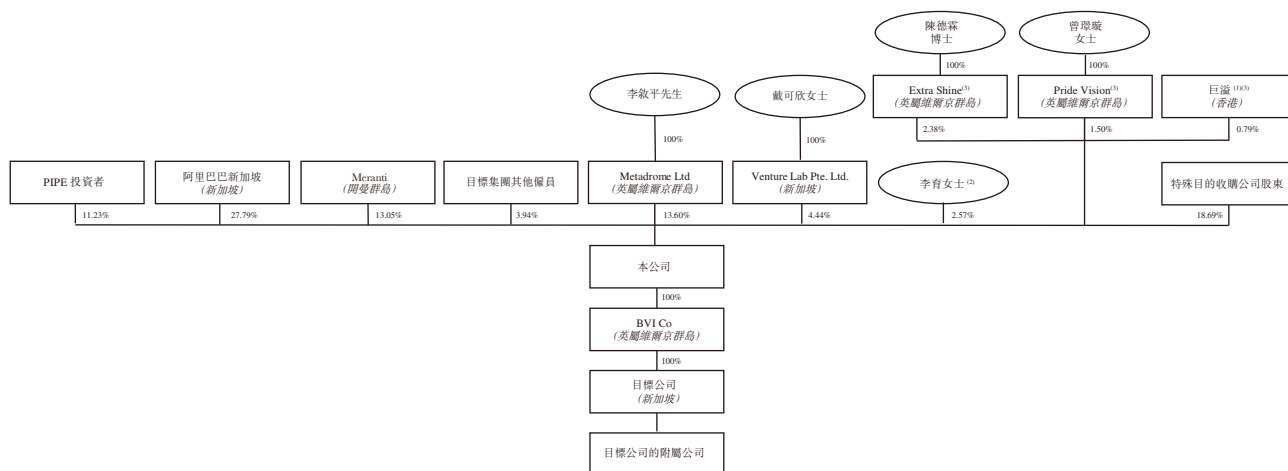 陳德霖
博士
曾璟璇
女士
100%
100%
李敘平先生
戴可欣女士
Extra Shine(3)
(英屬維爾京群島)
Pride Vision(3)
(英屬維爾京群島)
巨溢 (1)(3)
(香港)
2.38%
1.50%
0.79%
100%
100%
PIPE 投資者
阿里巴巴新加坡
(新加坡)
Meranti
(開曼群島)
目標集團其他僱員
Metadrome Ltd
(英屬維爾京群島)
Venture Lab Pte. Ltd.
(新加坡)
李育女士 (2)
特殊目的收購公司股東
11.23%
27.79%
13.05%
3.94%
13.60%
4.44%
2.57%
18.69%
本公司
100%
BVI Co
(英屬維爾京群島)
100%
目標公司
(新加坡)
目標公司的附屬公司